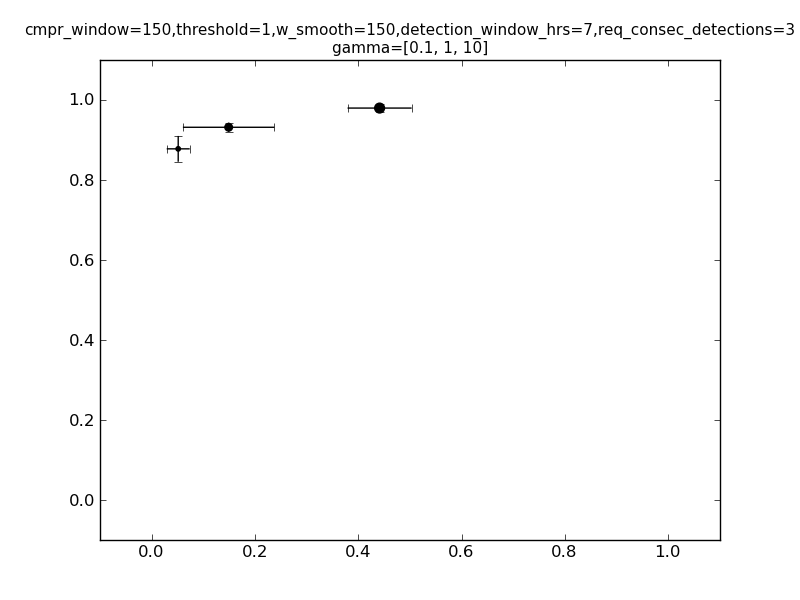 cmpr_window=150,threshold=1,w_smooth=150,detection_window_hrs=7,req_consec_detections=3
gamma=[0.1, 1, 10]
1.0
0.8
0.6
0.4
0.2
0.0
0.0 0.2 0.4 0.6 0.8 1.0